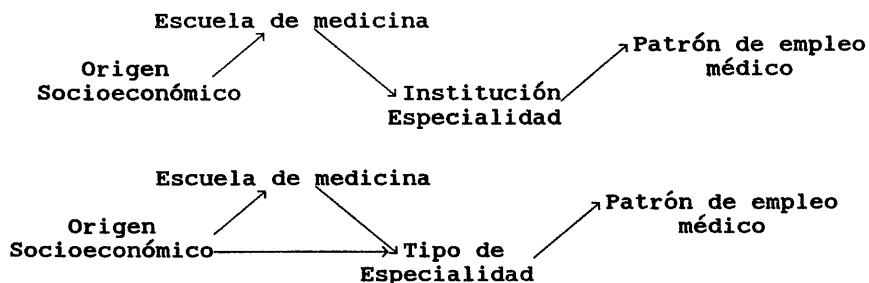 Escuela de medicina
Patrón de empleo
médico
Origen
Socioeconómico
Institución
Especialidad
Escuela de medicina
Patrón de empleo
médico
Origen
Socioeconómico
Tipo de
Especialidad